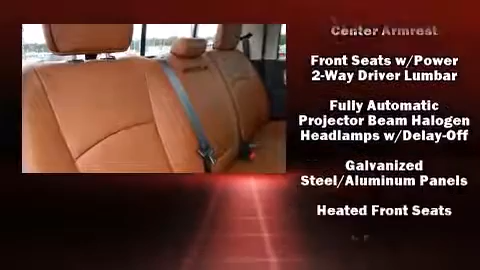 Center Armrest
Front Seats w/Power
2-Way Driver Lumbar
Fully Automatic
Projector Beam Halogen
Headlamps w/Delay-Off
Galvanized
Steel/Aluminum Panels
Heated Front Seats